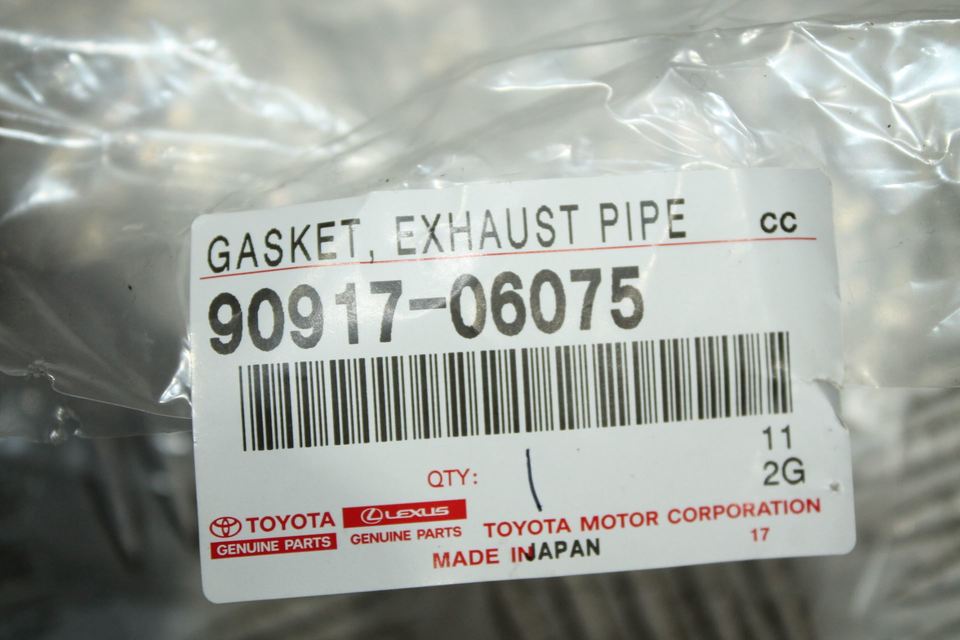 GASKET, EXHAUST PIPE CC
90917-06075
11
QTY: 1 2G
TOYOTA LEXUS TOYOTA MOTOR CORPORATION
GENUINE PARTS GENUINE PARTS 17
MADE IN JAPAN